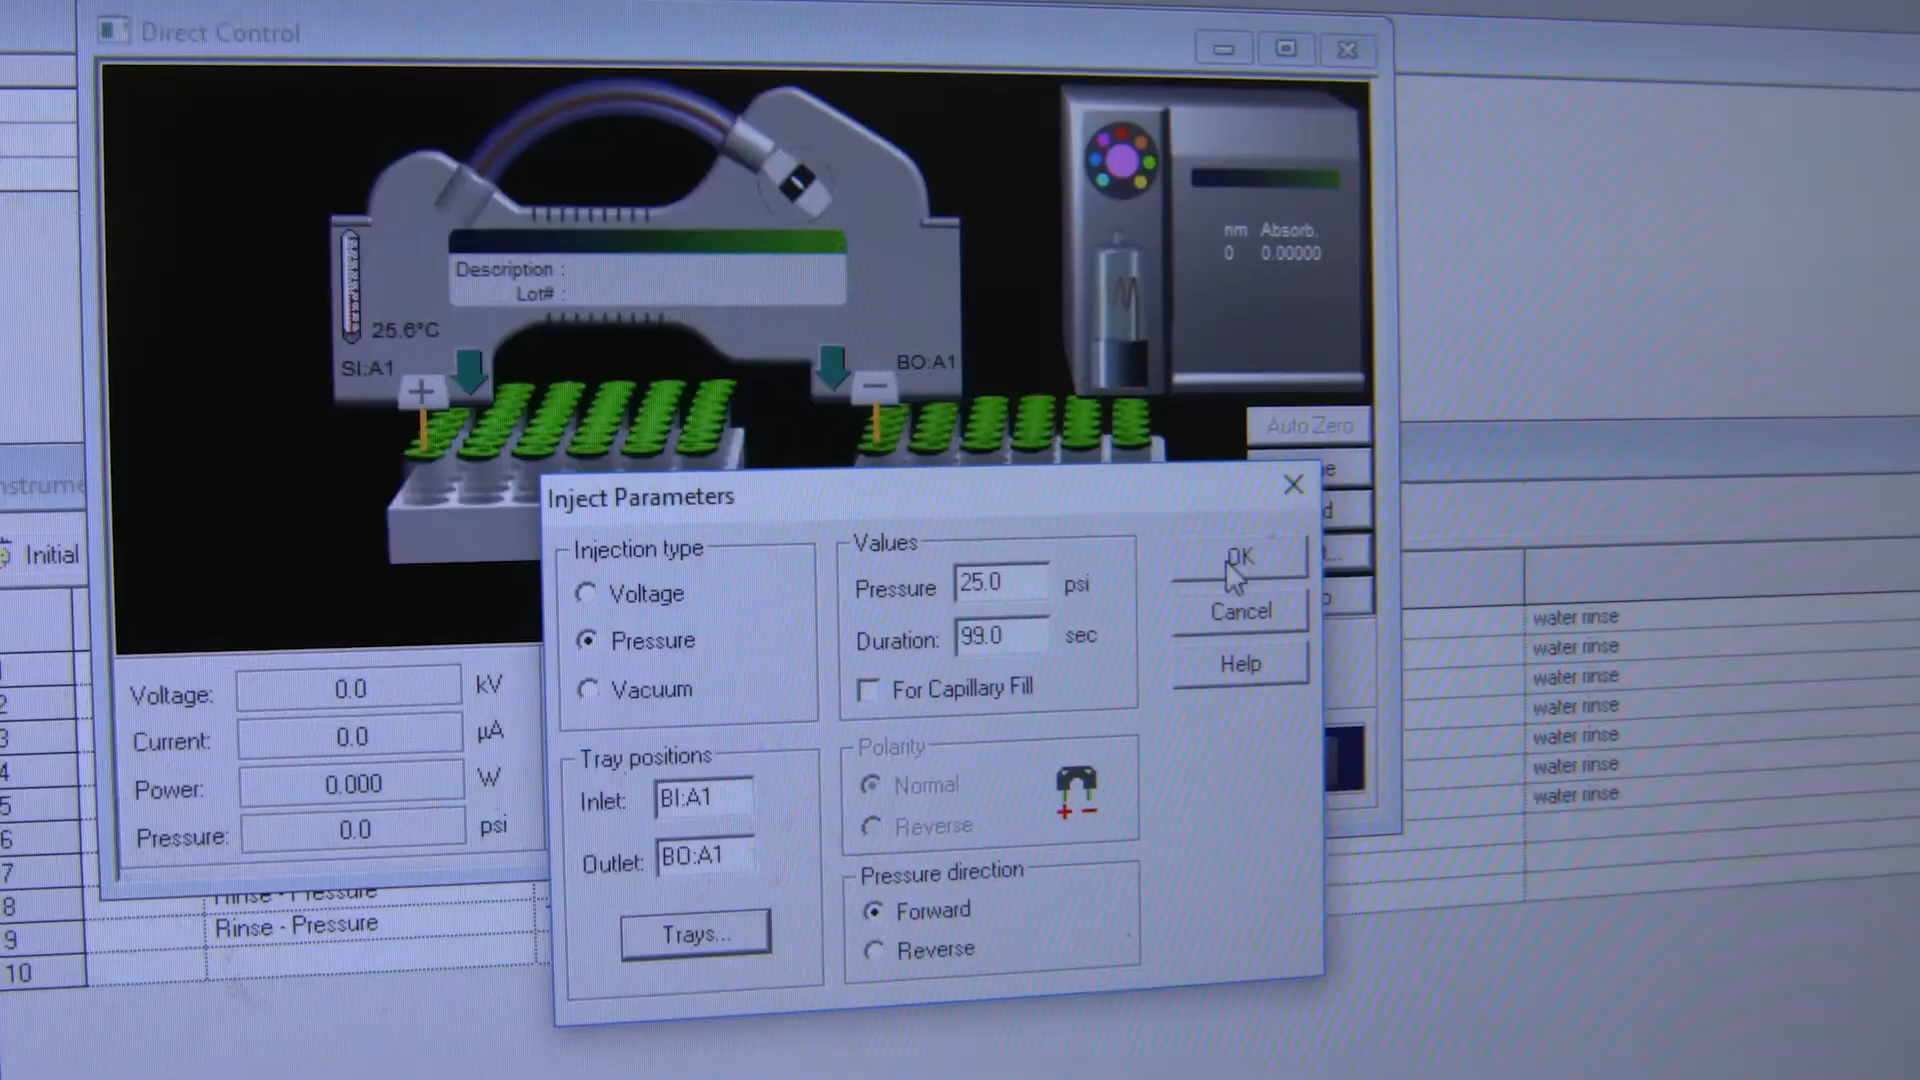 Direct Control
nm Absorb.
0 0.00000
Description :
Lot# :
25.6°C
SI:A1
BO:A1
+
−
Auto Zero
Inject Parameters
Injection type
Voltage
Pressure
Vacuum
Values
Pressure 25.0 psi
Duration: 99.0 sec
For Capillary Fill
OK
Cancel
Help
Tray positions
Inlet: BI:A1
Outlet: BO:A1
Trays...
Polarity
Normal
Reverse
+ −
Pressure direction
Forward
Reverse
Voltage: 0.0 kV
Current: 0.0 µA
Power: 0.000 W
Pressure: 0.0 psi
Initial
2
3
4
5
6
7
8 Rinse - Pressure
9 Rinse - Pressure
10
water rinse
water rinse
water rinse
water rinse
water rinse
water rinse
water rinse